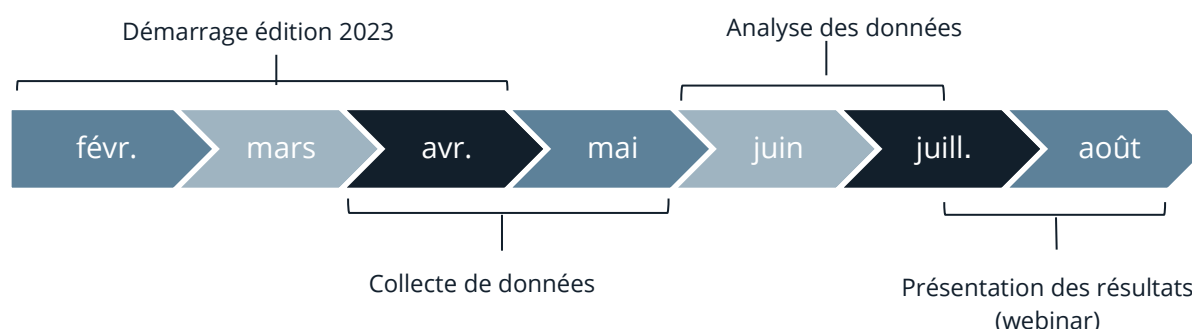 Démarrage édition 2023
Analyse des données
févr.
mars
avr.
mai
juin
juill.
août
Collecte de données
Présentation des résultats
(webinar)